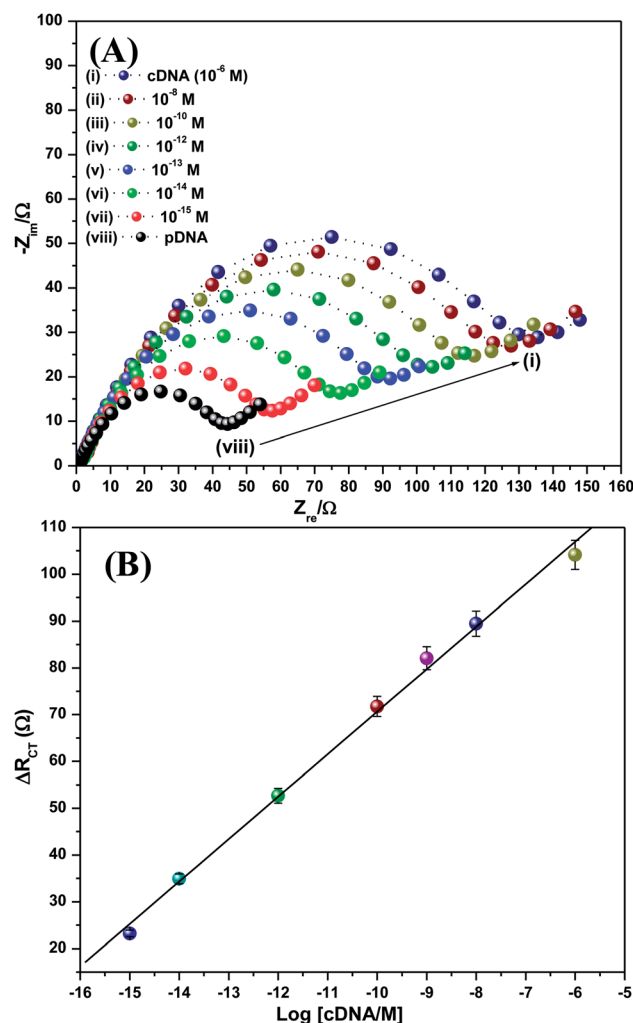 (A)
(i) cDNA (10⁻⁶ M)
(ii) 10⁻⁸ M
(iii) 10⁻¹⁰ M
(iv) 10⁻¹² M
(v) 10⁻¹³ M
(vi) 10⁻¹⁴ M
(vii) 10⁻¹⁵ M
(viii) pDNA
100
90
80
70
60
50
40
30
20
10
0
-Z_im/Ω
(i)
(viii)
0 10 20 30 40 50 60 70 80 90 100 110 120 130 140 150 160
Z_re/Ω
(B)
110
100
90
80
70
60
50
40
30
20
ΔR_CT (Ω)
-16 -15 -14 -13 -12 -11 -10 -9 -8 -7 -6 -5
Log [cDNA/M]